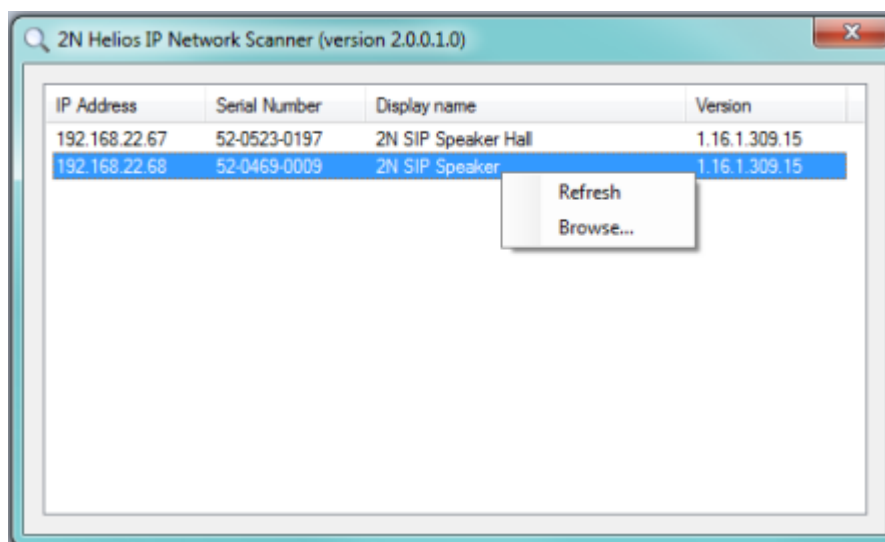 2N Helios IP Network Scanner (version 2.0.0.1.0)
IP Address Serial Number Display name Version
192.168.22.67 52-0523-0197 2N SIP Speaker Hall 1.16.1.309.15
192.168.22.68 52-0469-0009 2N SIP Speaker 1.16.1.309.15
Refresh
Browse...